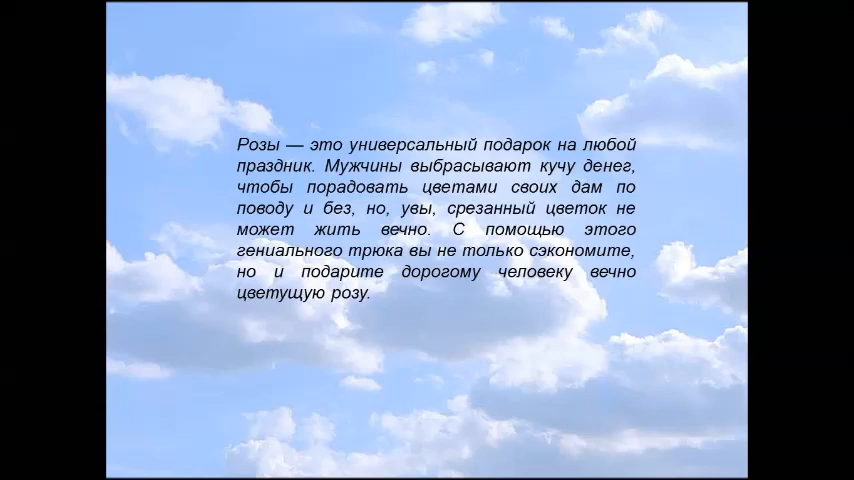 Розы — это универсальный подарок на любой
праздник. Мужчины выбрасывают кучу денег,
чтобы порадовать цветами своих дам по
поводу и без, но, увы, срезанный цветок не
может жить вечно. С помощью этого
гениального трюка вы не только сэкономите,
но и подарите дорогому человеку вечно
цветущую розу.